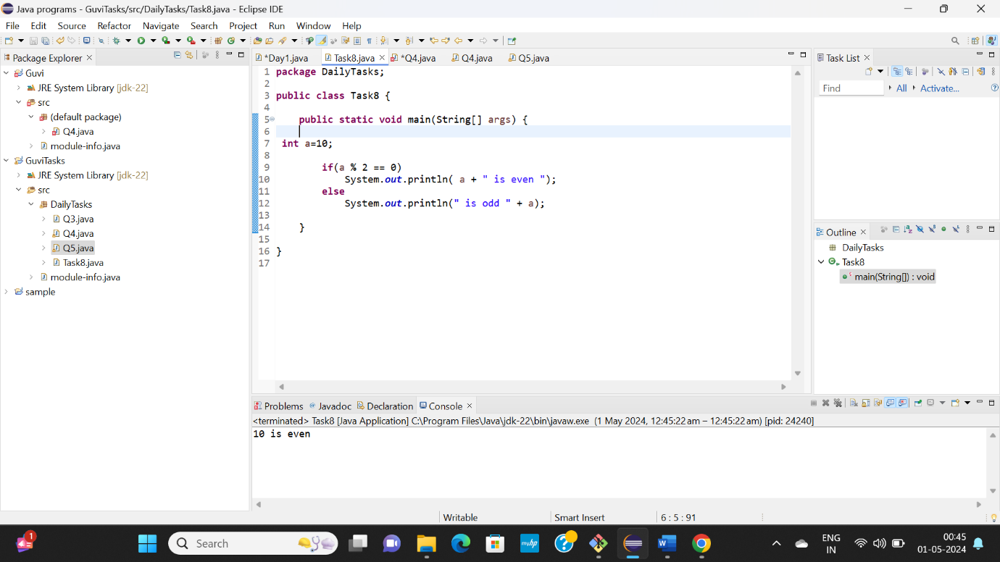 Java programs - GuviTasks/src/DailyTasks/Task8.java - Eclipse IDE
File Edit Source Refactor Navigate Search Project Run Window Help
Package Explorer
Guvi
JRE System Library [jdk-22]
src
(default package)
Q4.java
module-info.java
GuviTasks
JRE System Library [jdk-22]
src
DailyTasks
Q3.java
Q4.java
Q5.java
Task8.java
module-info.java
sample
*Day1.java Task8.java *Q4.java Q4.java Q5.java
1 package DailyTasks;
2
3 public class Task8 {
4
5 public static void main(String[] args) {
6
7 int a=10;
8
9 if(a % 2 == 0)
10 System.out.println( a + " is even ");
11 else
12 System.out.println(" is odd " + a);
13
14 }
15
16 }
17
Task List
Find All Activate...
Outline
DailyTasks
Task8
main(String[]) : void
Problems Javadoc Declaration Console
<terminated> Task8 [Java Application] C:\Program Files\Java\jdk-22\bin\javaw.exe (1 May 2024, 12:45:22 am – 12:45:22 am) [pid: 24240]
10 is even
Writable Smart Insert 6 : 5 : 91
1
Search
myhp
ENG
IN
00:45
01-05-2024